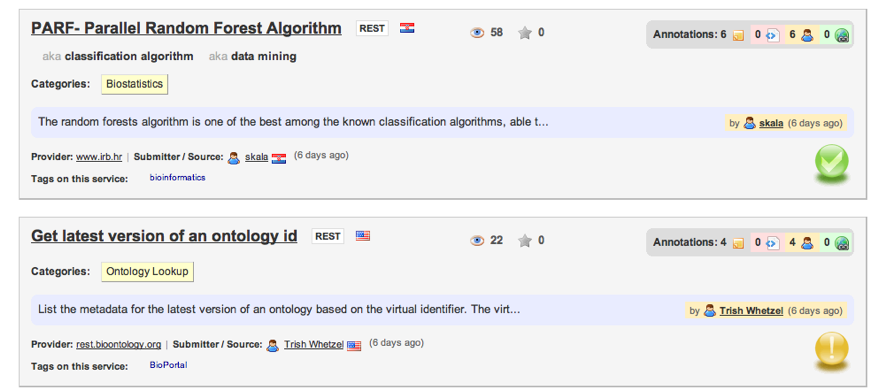 PARF- Parallel Random Forest Algorithm REST 58 0 Annotations: 6 0 6 0
aka classification algorithm aka data mining
Categories: Biostatistics
The random forests algorithm is one of the best among the known classification algorithms, able t... by skala (6 days ago)
Provider: www.irb.hr | Submitter / Source: skala (6 days ago)
Tags on this service: bioinformatics
Get latest version of an ontology id REST 22 0 Annotations: 4 0 4 0
Categories: Ontology Lookup
List the metadata for the latest version of an ontology based on the virtual identifier. The virt... by Trish Whetzel (6 days ago)
Provider: rest.bioontology.org | Submitter / Source: Trish Whetzel (6 days ago)
Tags on this service: BioPortal